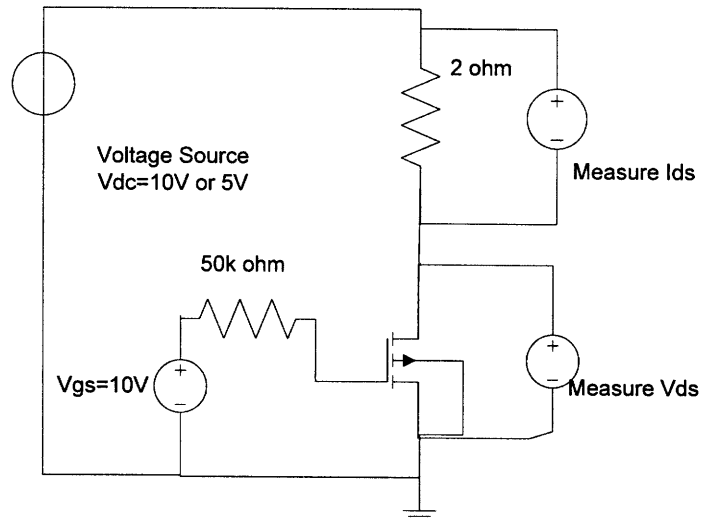 2 ohm
Voltage Source
Vdc=10V or 5V
Measure Ids
50k ohm
Vgs=10V
Measure Vds